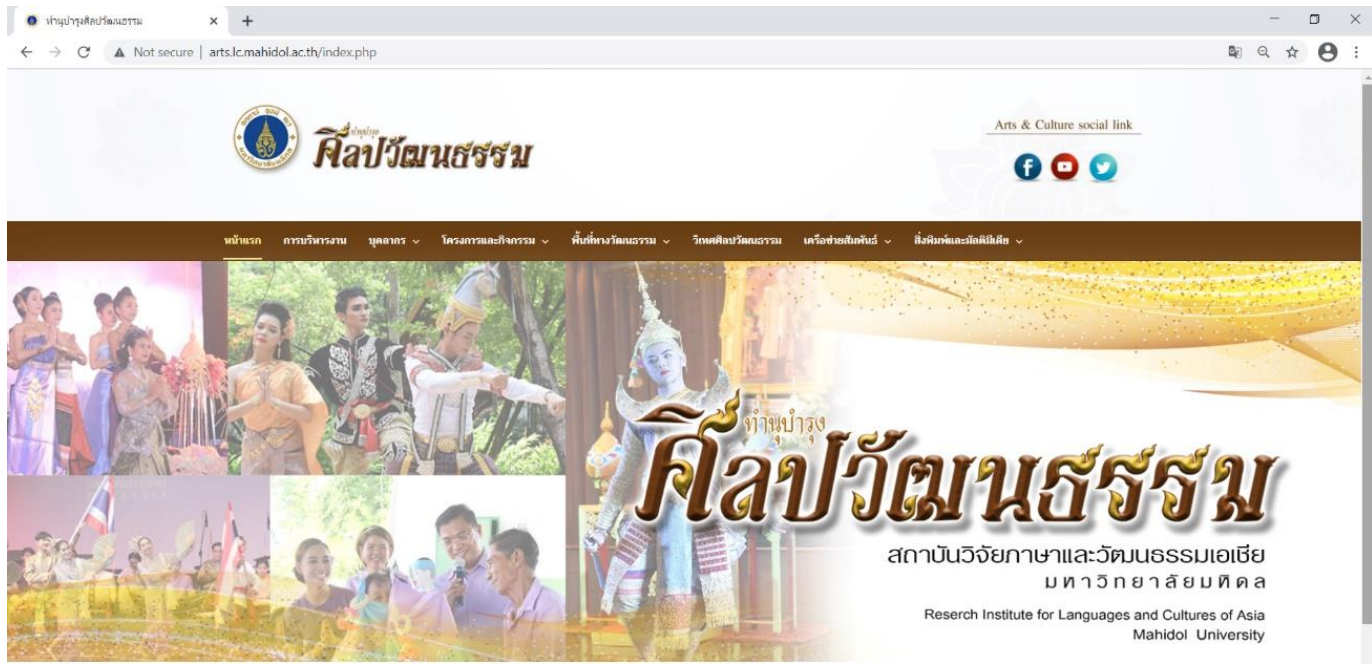 ทำนุบำรุงศิลปวัฒนธรรม
Not secure | arts.lc.mahidol.ac.th/index.php
ทำนุบำรุง
ศิลปวัฒนธรรม
Arts & Culture social link
หน้าแรก การบริหารงาน บุคลากร โครงการและกิจกรรม พื้นที่ทางวัฒนธรรม วิเทศศิลปวัฒนธรรม เครือข่ายสัมพันธ์ สิ่งพิมพ์และมัลติมีเดีย
ทำนุบำรุง
ศิลปวัฒนธรรม
สถาบันวิจัยภาษาและวัฒนธรรมเอเชีย
มหาวิทยาลัยมหิดล
Reserch Institute for Languages and Cultures of Asia
Mahidol University